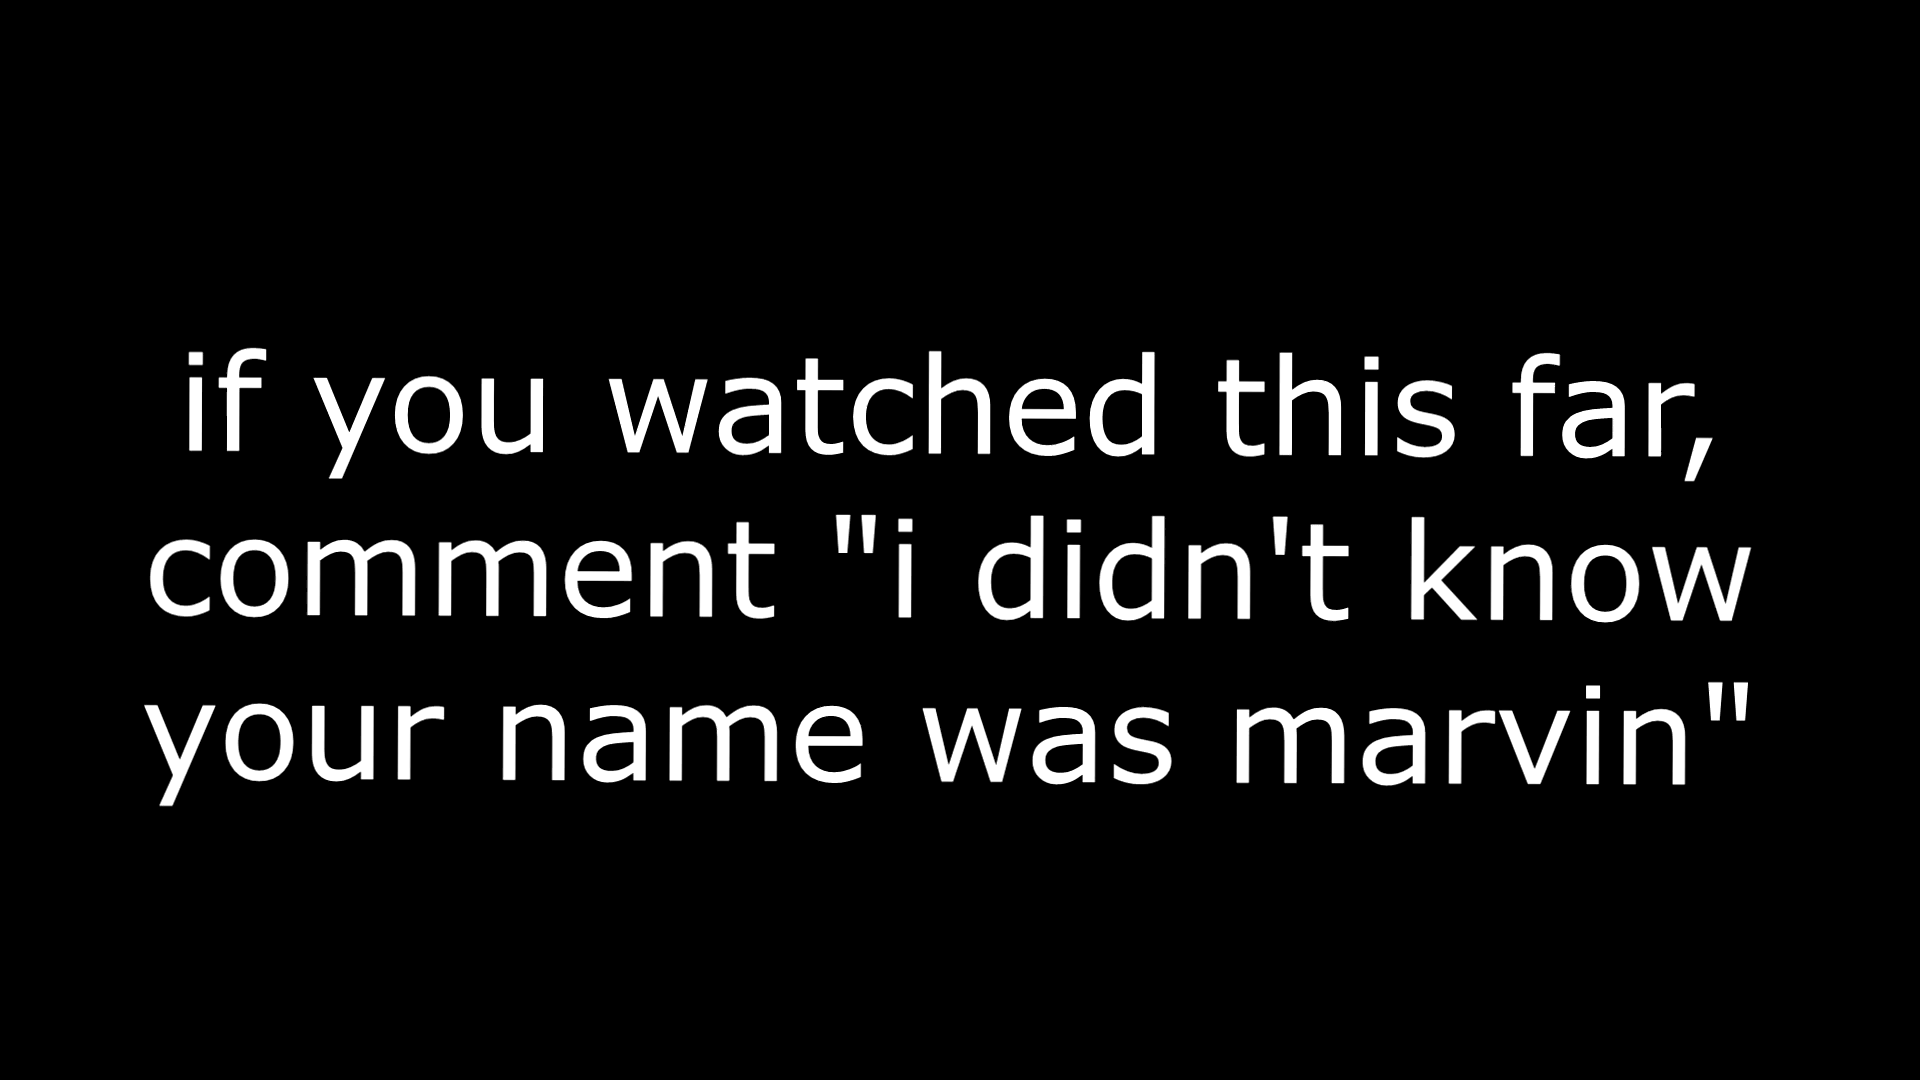 if you watched this far,
comment "i didn't know
your name was marvin"